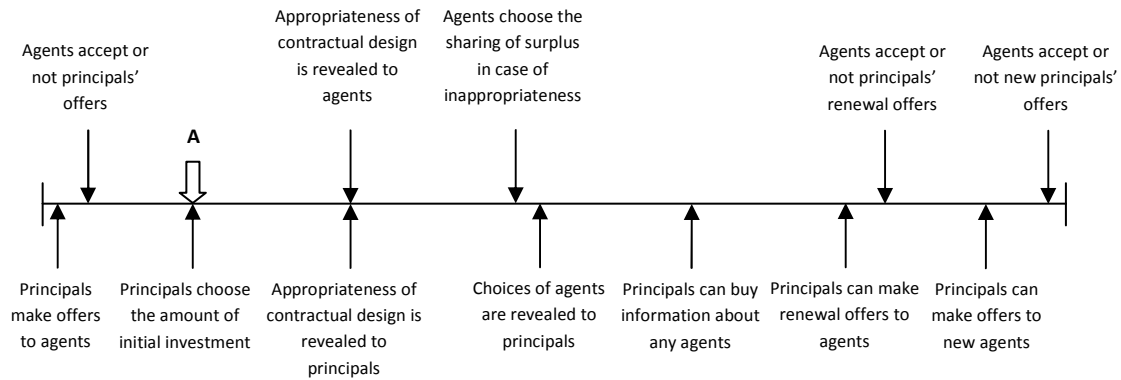 Agents accept or
not principals’
offers
A
Appropriateness of
contractual design
is revealed to
agents
Agents choose the
sharing of surplus
in case of
inappropriateness
Agents accept or
not principals’
renewal offers
Agents accept or
not new principals’
offers
Principals
make offers
to agents
Principals choose
the amount of
initial investment
Appropriateness of
contractual design is
revealed to
principals
Choices of agents
are revealed to
principals
Principals can buy
information about
any agents
Principals can make
renewal offers to
agents
Principals can
make offers to
new agents